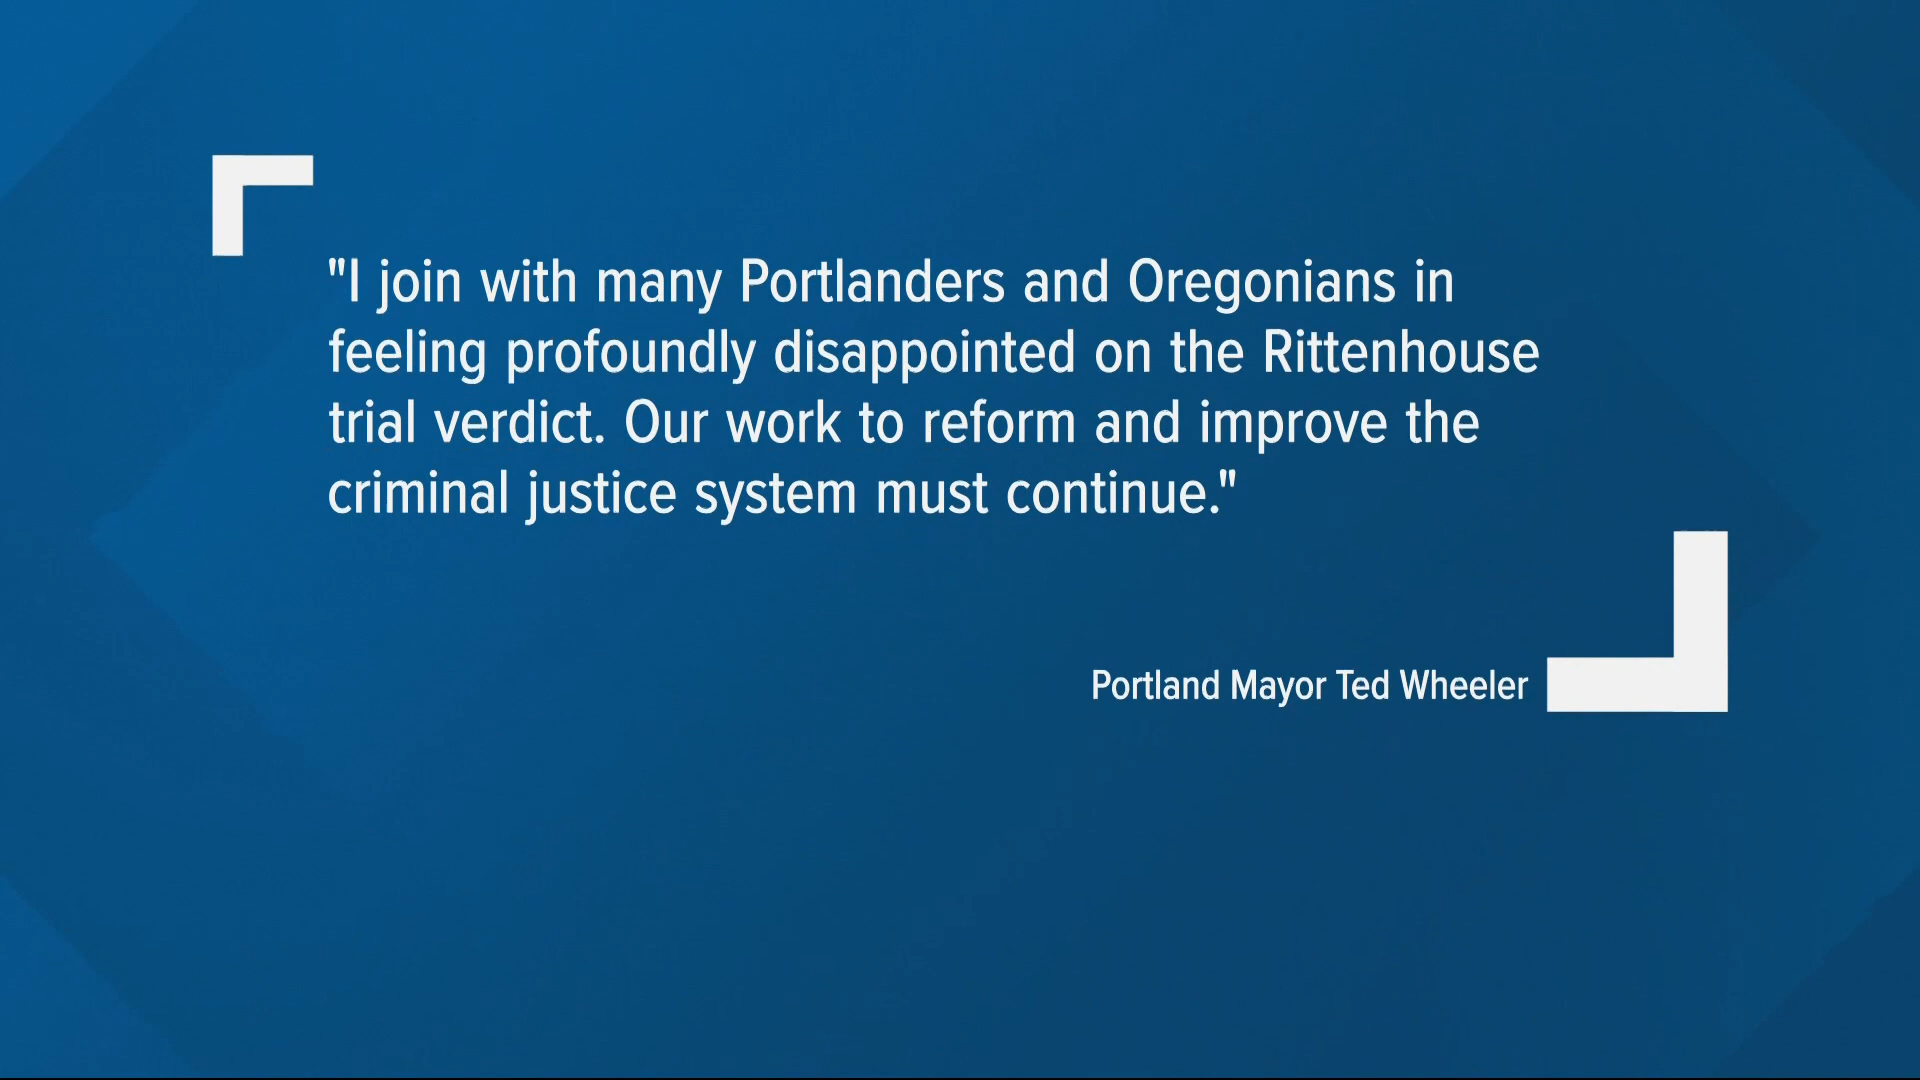 "I join with many Portlanders and Oregonians in
feeling profoundly disappointed on the Rittenhouse
trial verdict. Our work to reform and improve the
criminal justice system must continue."
Portland Mayor Ted Wheeler